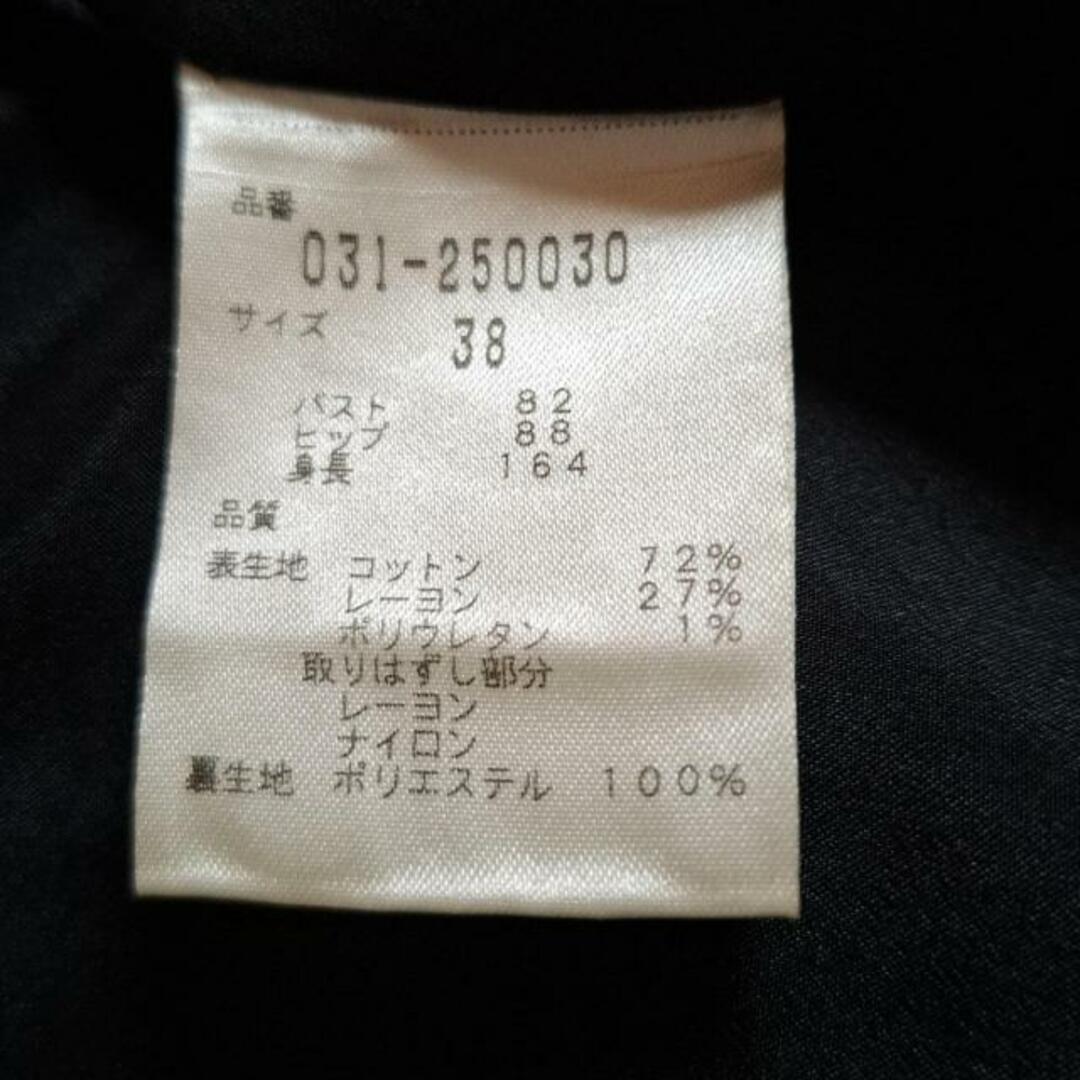 品番
031-250030
サイズ 38
バスト 82
ヒップ 88
身長 164
品質
表生地 コットン 72%
レーヨン 27%
ポリウレタン 1%
取りはずし部分
レーヨン
ナイロン
裏生地 ポリエステル 100%